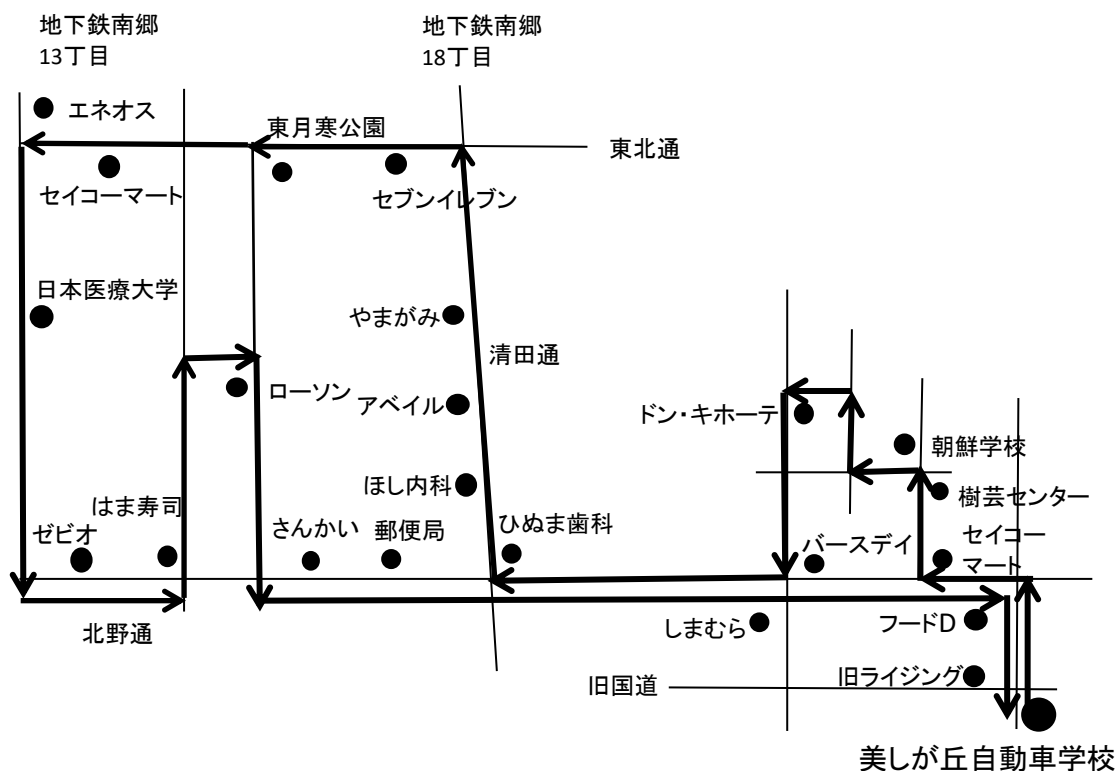 地下鉄南郷
13丁目
地下鉄南郷
18丁目
エネオス
東月寒公園
東北通
セイコーマート
セブンイレブン
日本医療大学
やまがみ
清田通
ローソン
アベイル
ドン・キホーテ
朝鮮学校
ほし内科
樹芸センター
はま寿司
ゼビオ
さんかい
郵便局
ひぬま歯科
バースデイ
セイコー
マート
北野通
しまむら
フードD
旧ライジング
旧国道
美しが丘自動車学校